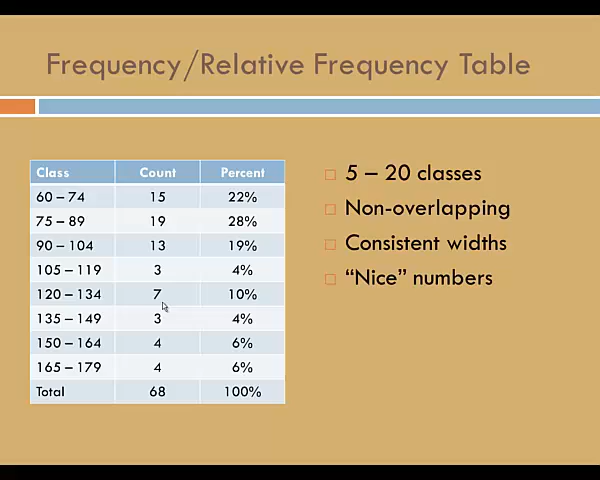 Frequency/Relative Frequency Table
Class Count Percent
60 – 74 15 22%
75 – 89 19 28%
90 – 104 13 19%
105 – 119 3 4%
120 – 134 7 10%
135 – 149 3 4%
150 – 164 4 6%
165 – 179 4 6%
Total 68 100%
5 – 20 classes
Non-overlapping
Consistent widths
“Nice” numbers